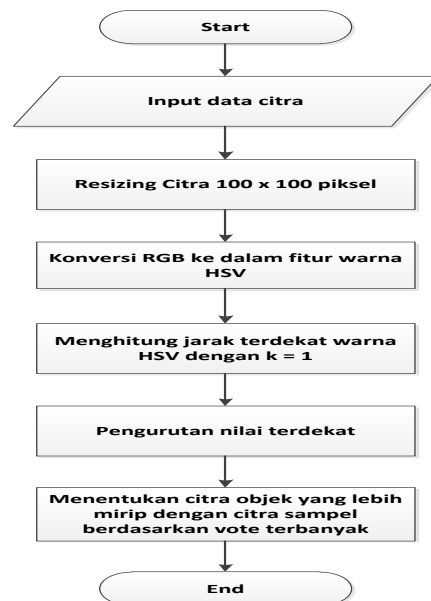 Start
Input data citra
Resizing Citra 100 x 100 piksel
Konversi RGB ke dalam fitur warna
HSV
Menghitung jarak terdekat warna
HSV dengan k = 1
Pengurutan nilai terdekat
Menentukan citra objek yang lebih
mirip dengan citra sampel
berdasarkan vote terbanyak
End